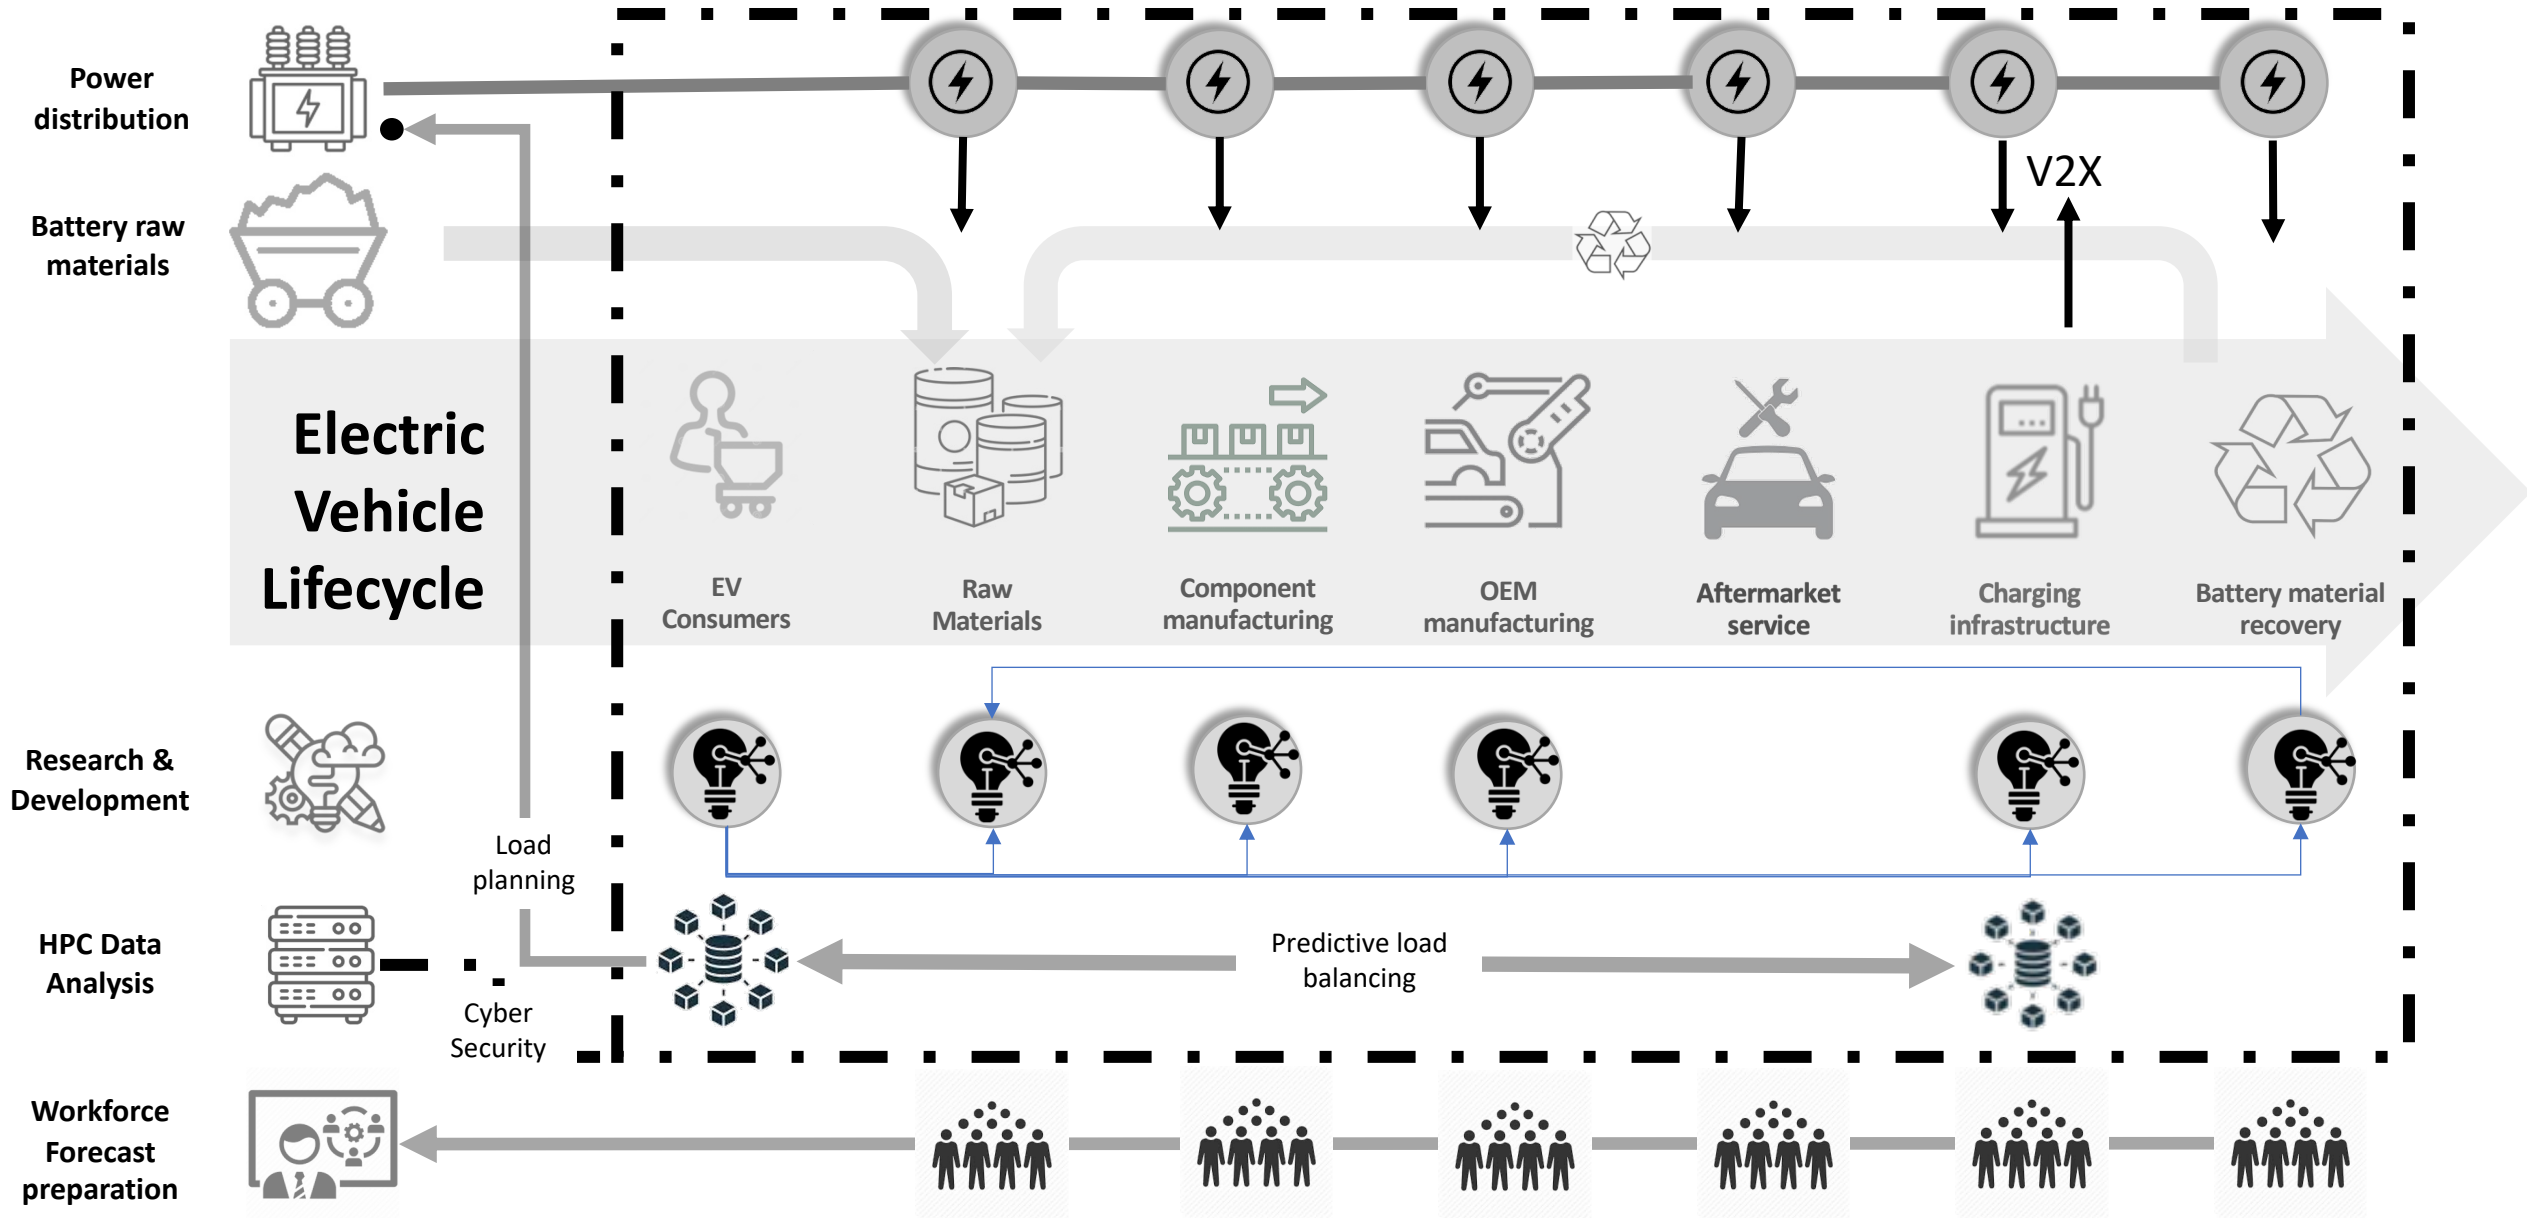 Power
distribution
V2X
Battery raw
materials
Electric
Vehicle
Lifecycle
EV
Consumers
Raw
Materials
Component
manufacturing
OEM
manufacturing
Aftermarket
service
Charging
infrastructure
Battery material
recovery
Research &
Development
Load
planning
HPC Data
Analysis
Predictive load
balancing
Cyber
Security
Workforce
Forecast
preparation